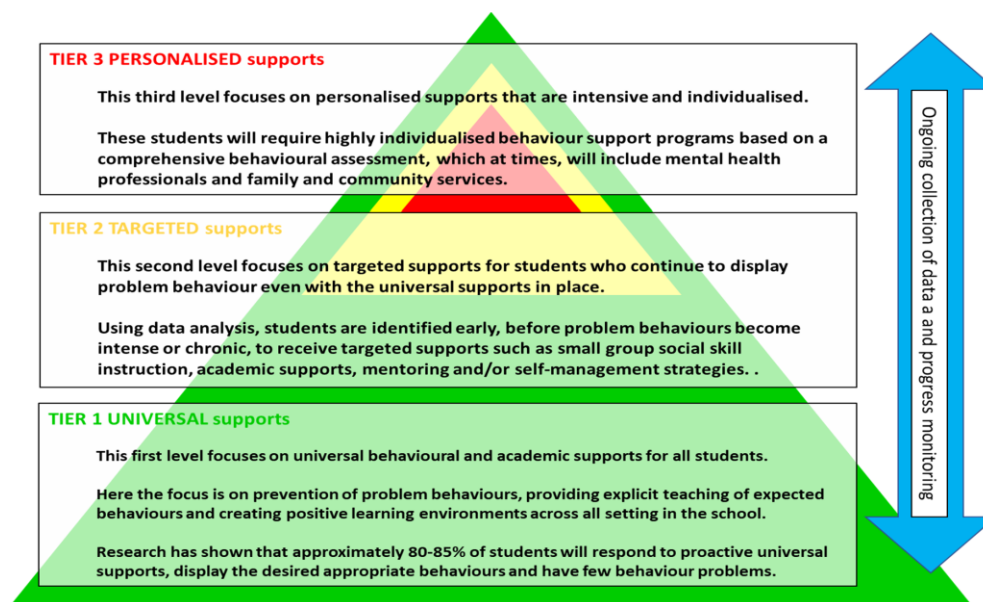 TIER 3 PERSONALISED supports
This third level focuses on personalised supports that are intensive and individualised.
These students will require highly individualised behaviour support programs based on a
comprehensive behavioural assessment, which at times, will include mental health
professionals and family and community services.
TIER 2 TARGETED supports
This second level focuses on targeted supports for students who continue to display
problem behaviour even with the universal supports in place.
Using data analysis, students are identified early, before problem behaviours become
intense or chronic, to receive targeted supports such as small group social skill
instruction, academic supports, mentoring and/or self-management strategies. .
TIER 1 UNIVERSAL supports
This first level focuses on universal behavioural and academic supports for all students.
Here the focus is on prevention of problem behaviours, providing explicit teaching of expected
behaviours and creating positive learning environments across all setting in the school.
Research has shown that approximately 80-85% of students will respond to proactive universal
supports, display the desired appropriate behaviours and have few behaviour problems.
Ongoing collection of data a and progress monitoring